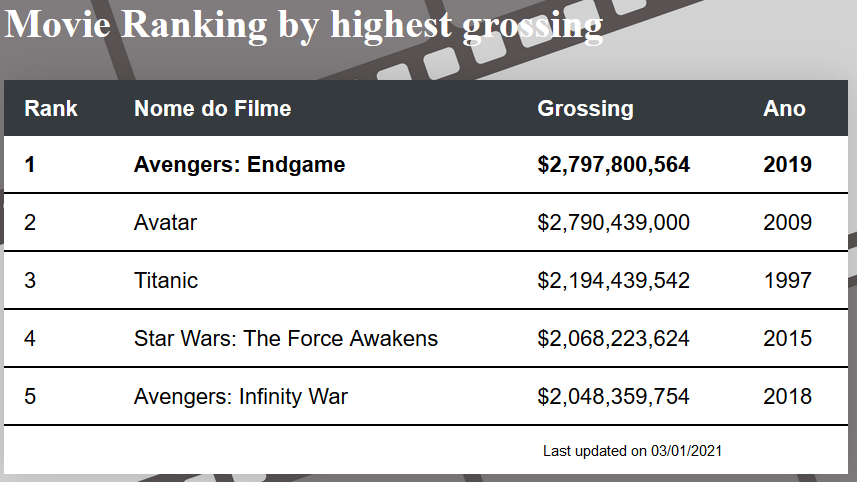 Movie Ranking by highest grossing
Rank Nome do Filme Grossing Ano
1 Avengers: Endgame $2,797,800,564 2019
2 Avatar $2,790,439,000 2009
3 Titanic $2,194,439,542 1997
4 Star Wars: The Force Awakens $2,068,223,624 2015
5 Avengers: Infinity War $2,048,359,754 2018
Last updated on 03/01/2021